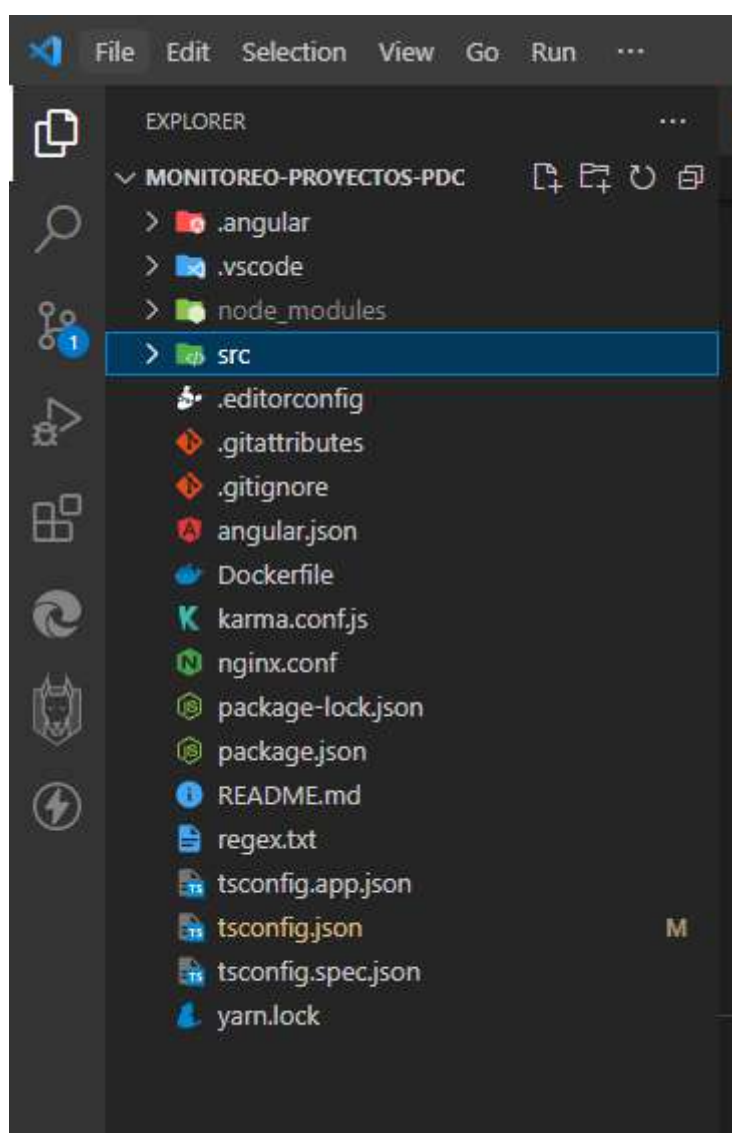 File Edit Selection View Go Run ...
EXPLORER ...
MONITOREO-PROYECTOS-PDC
.angular
.vscode
node_modules
src
1
.editorconfig
.gitattributes
.gitignore
angular.json
Dockerfile
karma.conf.js
nginx.conf
package-lock.json
package.json
README.md
regex.txt
tsconfig.app.json
tsconfig.json M
tsconfig.spec.json
yarn.lock